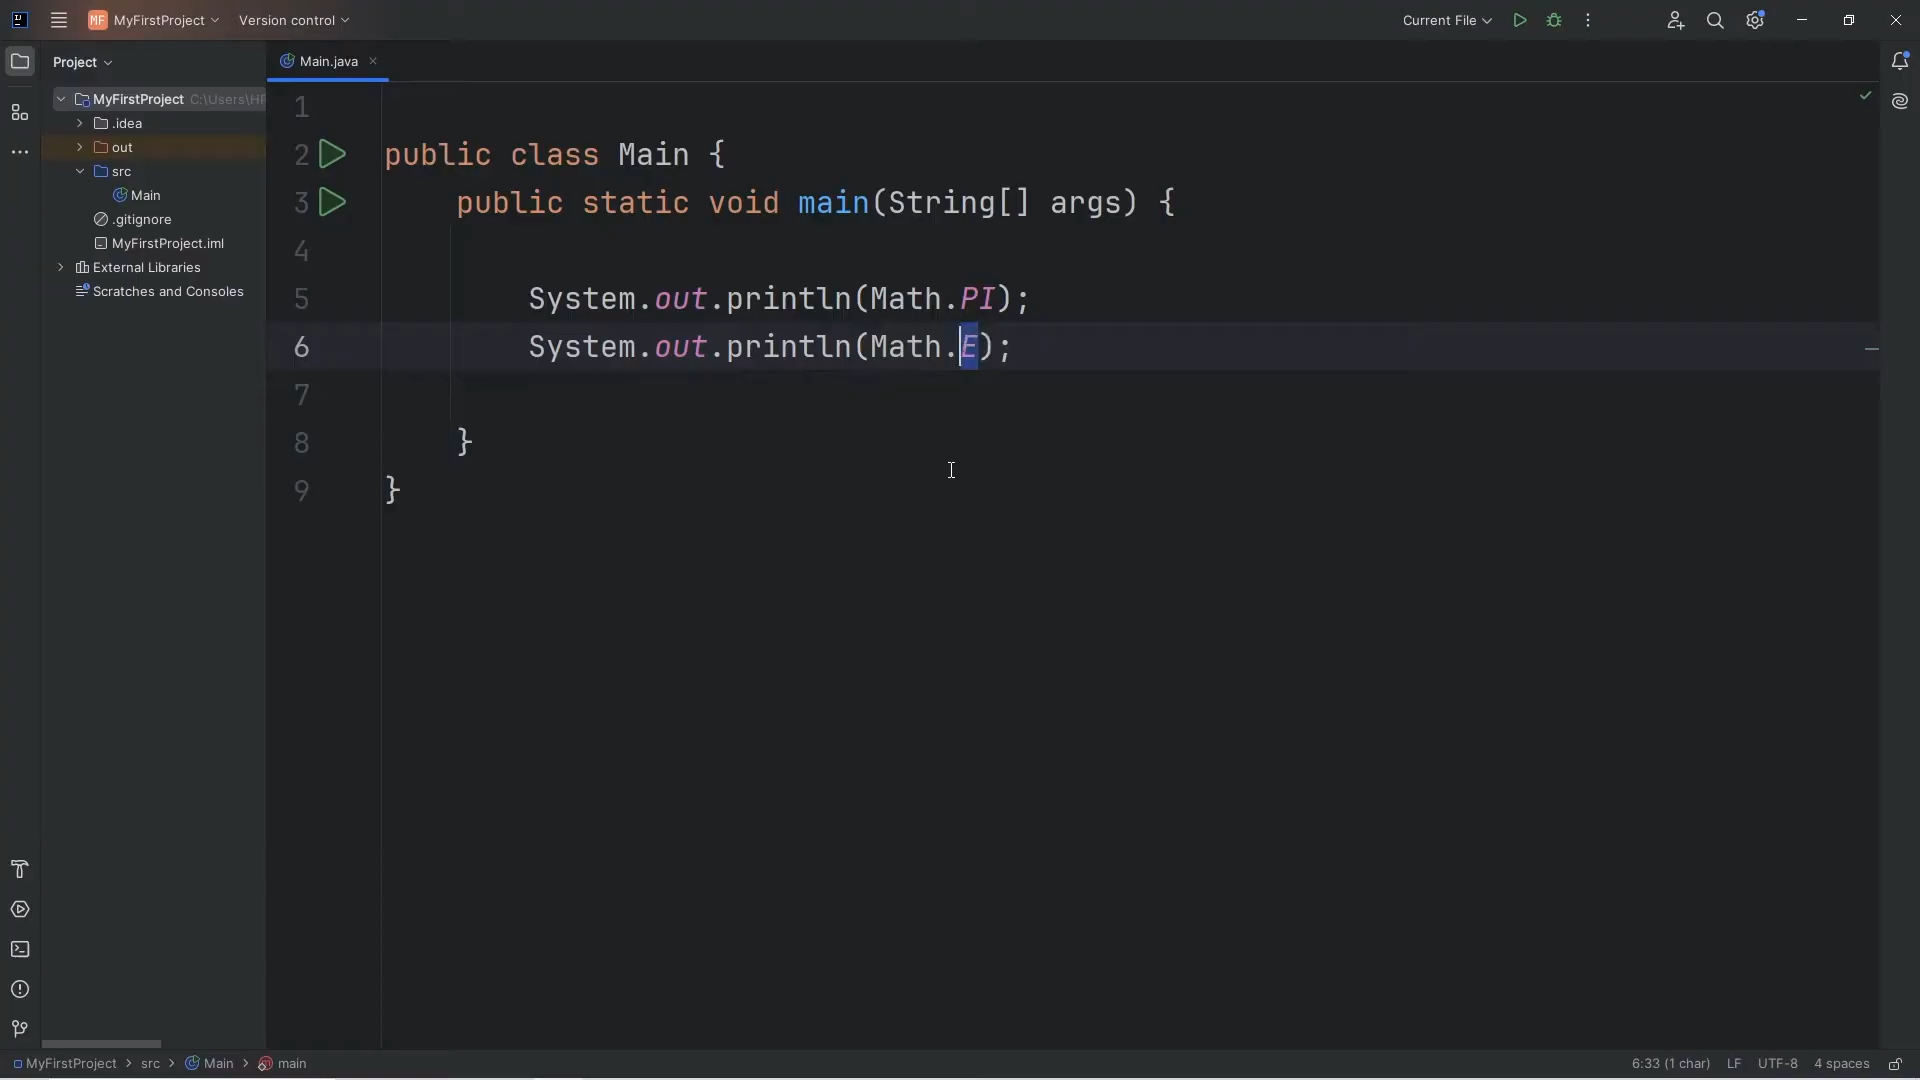 MF MyFirstProject Version control Current File
Project Main.java
MyFirstProject C:\Users\HP
.idea
out
src
Main
.gitignore
MyFirstProject.iml
External Libraries
Scratches and Consoles
1
2 public class Main {
3 public static void main(String[] args) {
4
5 System.out.println(Math.PI);
6 System.out.println(Math.E);
7
8 }
9 }
MyFirstProject > src > Main > main 6:33 (1 char) LF UTF-8 4 spaces